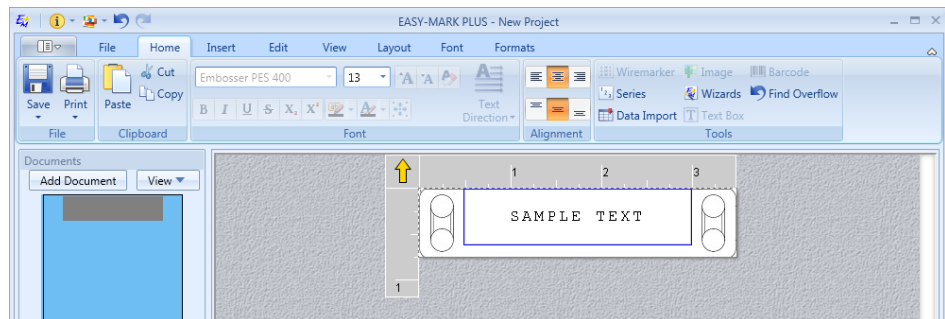 EASY-MARK PLUS - New Project
File Home Insert Edit View Layout Font Formats
Embosser PES 400 13
Cut
Copy
Save Print Paste
B I U S X₂ X² A
Text
Direction
Wiremarker Image Barcode
Series Wizards Find Overflow
Data Import Text Box
File Clipboard Font Alignment Tools
Documents
Add Document View
1 2 3
SAMPLE TEXT
1